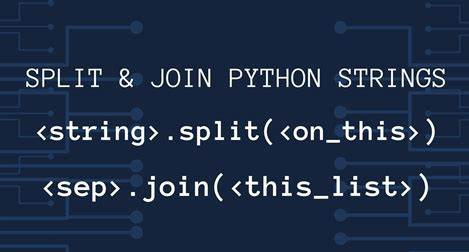 SPLIT & JOIN PYTHON STRINGS
<string>.split(<on_this>)
<sep>.join(<this_list>)